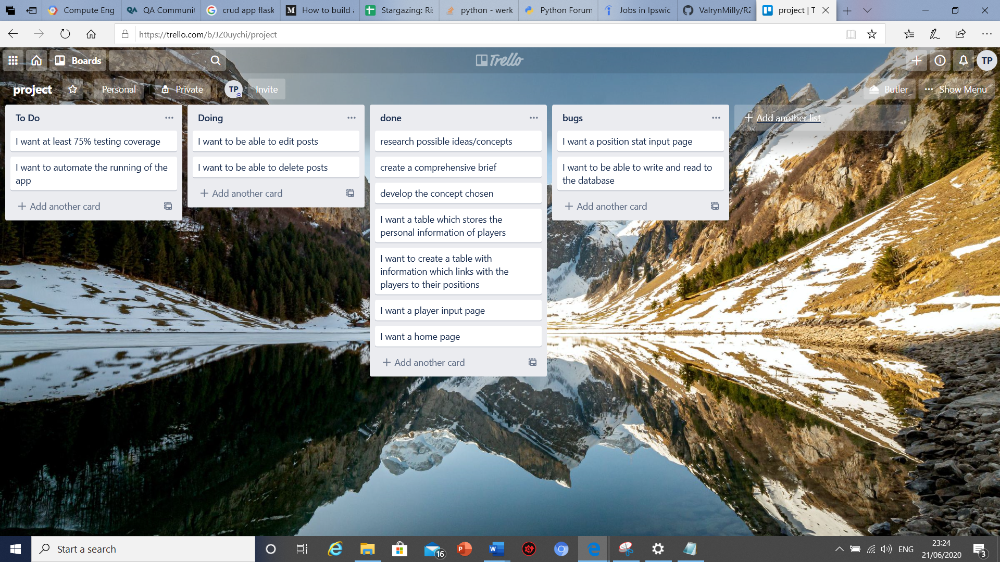 Compute Eng
QA QA Communit
crud app flask
M How to build
Stargazing: Ri
python - werk
Python Forum
Jobs in Ipswic
ValrynMilly/R2
project | T
https://trello.com/b/JZ0uychi/project
Boards
Trello
TP
project
Personal
Private
TP
Invite
Butler
Show Menu
To Do
I want at least 75% testing coverage
I want to automate the running of the
app
Add another card
Doing
I want to be able to edit posts
I want to be able to delete posts
Add another card
done
research possible ideas/concepts
create a comprehensive brief
develop the concept chosen
I want a table which stores the
personal information of players
I want to create a table with
information which links with the
players to their positions
I want a player input page
I want a home page
Add another card
bugs
I want a position stat input page
I want to be able to write and read to
the database
Add another card
Add another list
Start a search
16
ENG
23:24
21/06/2020
3